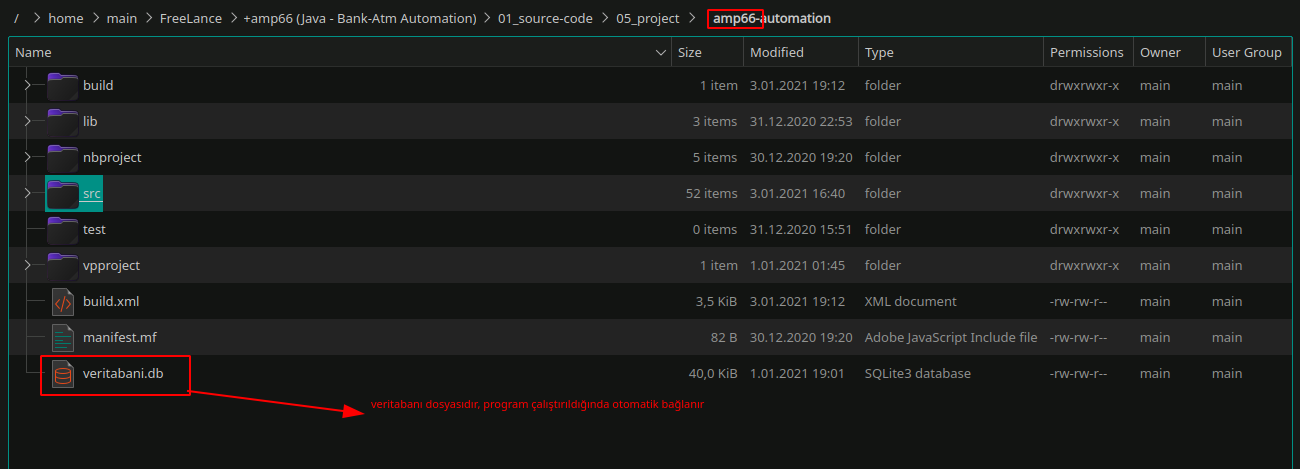 / > home > main > FreeLance > +amp66 (Java - Bank-Atm Automation) > 01_source-code > 05_project > amp66-automation
Name Size Modified Type Permissions Owner User Group
build 1 item 3.01.2021 19:12 folder drwxrwxr-x main main
lib 3 items 31.12.2020 22:53 folder drwxrwxr-x main main
nbproject 5 items 30.12.2020 19:20 folder drwxrwxr-x main main
src 52 items 3.01.2021 16:40 folder drwxrwxr-x main main
test 0 items 31.12.2020 15:51 folder drwxrwxr-x main main
vpproject 1 item 1.01.2021 01:45 folder drwxrwxr-x main main
build.xml 3,5 KiB 3.01.2021 19:12 XML document -rw-rw-r-- main main
manifest.mf 82 B 30.12.2020 19:20 Adobe JavaScript Include file -rw-rw-r-- main main
veritabani.db 40,0 KiB 1.01.2021 19:01 SQLite3 database -rw-rw-r-- main main
veritabanı dosyasıdır, program çalıştırıldığında otomatik bağlanır